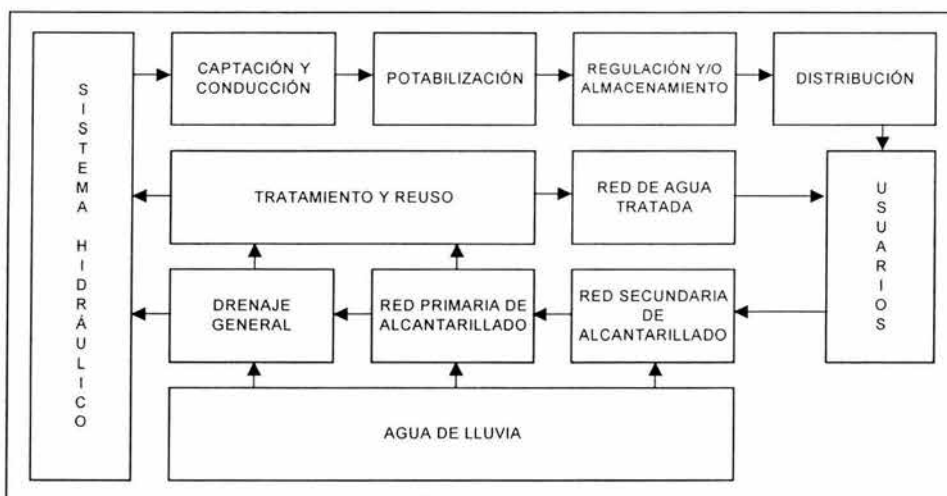 SISTEMA HIDRÁULICO
CAPTACIÓN Y
CONDUCCIÓN
POTABILIZACIÓN
REGULACIÓN Y/O
ALMACENAMIENTO
DISTRIBUCIÓN
TRATAMIENTO Y REUSO
RED DE AGUA
TRATADA
USUARIOS
DRENAJE
GENERAL
RED PRIMARIA DE
ALCANTARILLADO
RED SECUNDARIA
DE
ALCANTARILLADO
AGUA DE LLUVIA